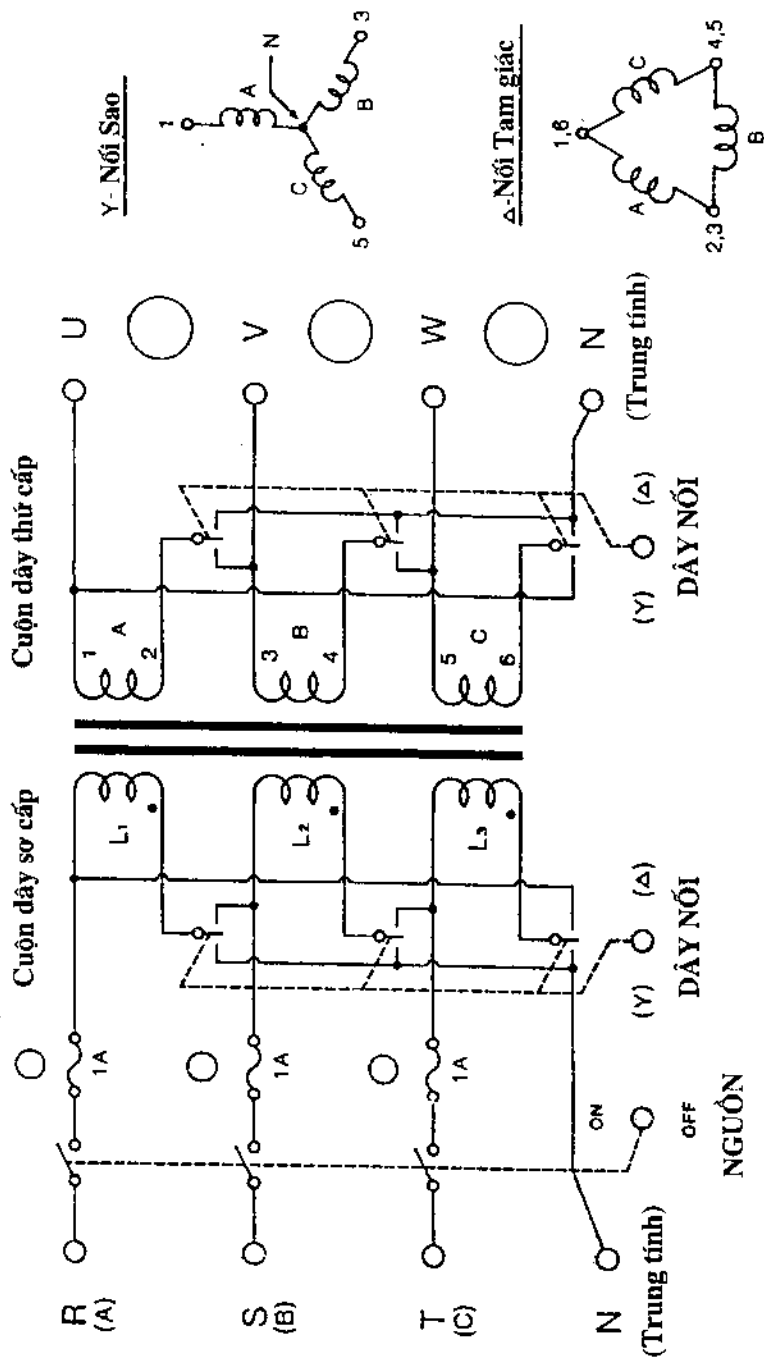 Cuộn dây sơ cấp
Cuộn dây thứ cấp
R
(A)
1A
L1
1
A
2
U
S
(B)
1A
L2
3
B
4
V
T
(C)
1A
L3
5
C
6
W
N
(Trung tính)
ON
OFF
NGUỒN
(Y)
(Δ)
DÂY NỐI
(Y)
(Δ)
DÂY NỐI
N
(Trung tính)
Y- Nối Sao
1
A
N
C
B
5
3
Δ-Nối Tam giác
1,6
A
C
2,3
B
4,5